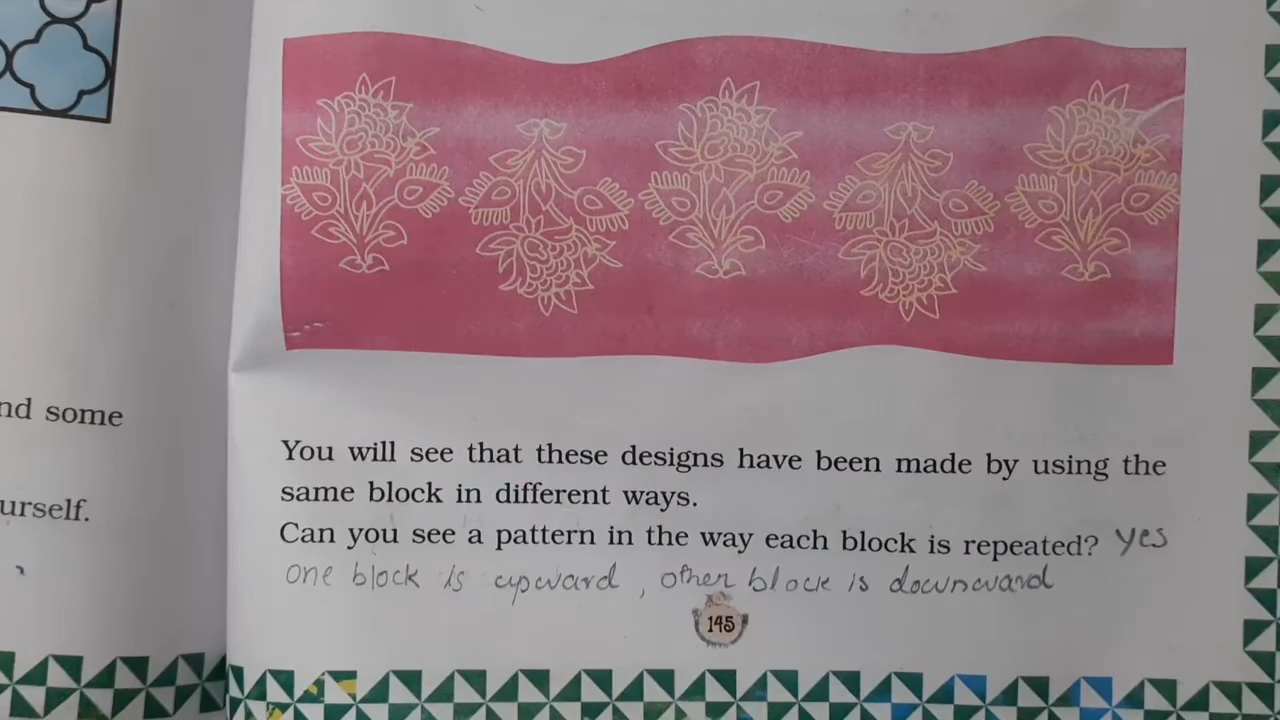 nd some
urself.
You will see that these designs have been made by using the
same block in different ways.
Can you see a pattern in the way each block is repeated? yes
one block is upward, other block is downward
145